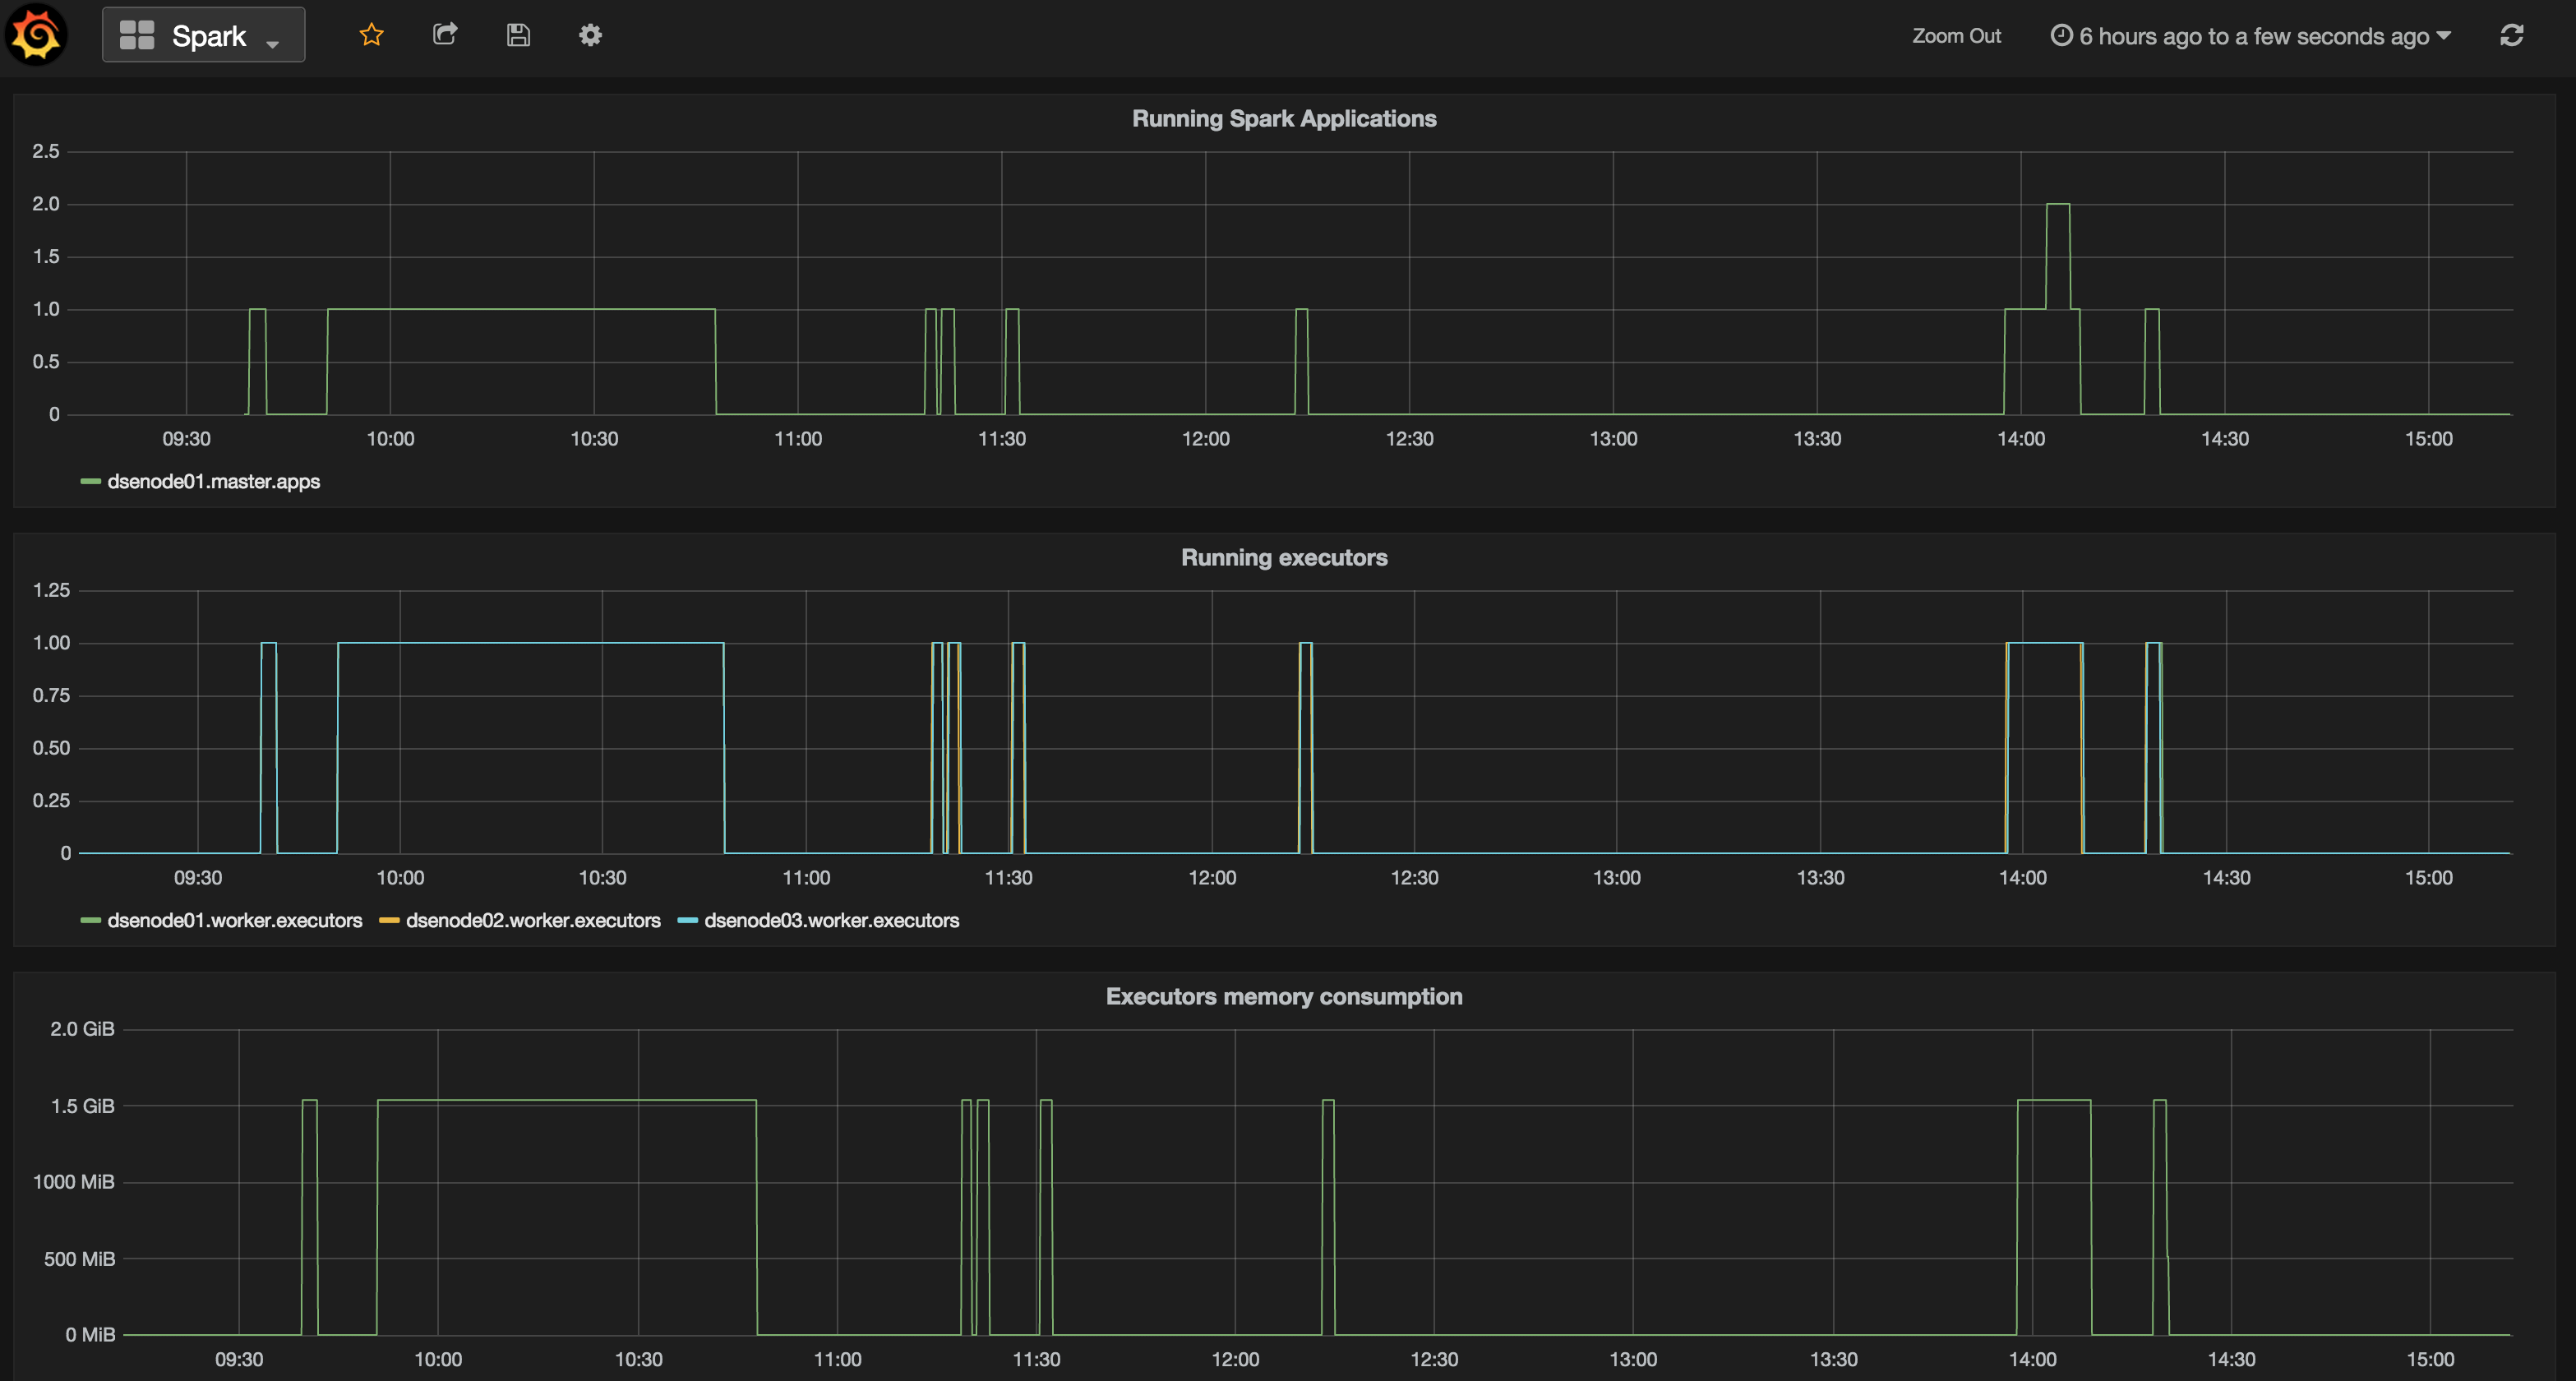 Spark
Zoom Out 6 hours ago to a few seconds ago
Running Spark Applications
2.5
2.0
1.5
1.0
0.5
0
09:30 10:00 10:30 11:00 11:30 12:00 12:30 13:00 13:30 14:00 14:30 15:00
dsenode01.master.apps
Running executors
1.25
1.00
0.75
0.50
0.25
0
09:30 10:00 10:30 11:00 11:30 12:00 12:30 13:00 13:30 14:00 14:30 15:00
dsenode01.worker.executors dsenode02.worker.executors dsenode03.worker.executors
Executors memory consumption
2.0 GiB
1.5 GiB
1000 MiB
500 MiB
0 MiB
09:30 10:00 10:30 11:00 11:30 12:00 12:30 13:00 13:30 14:00 14:30 15:00